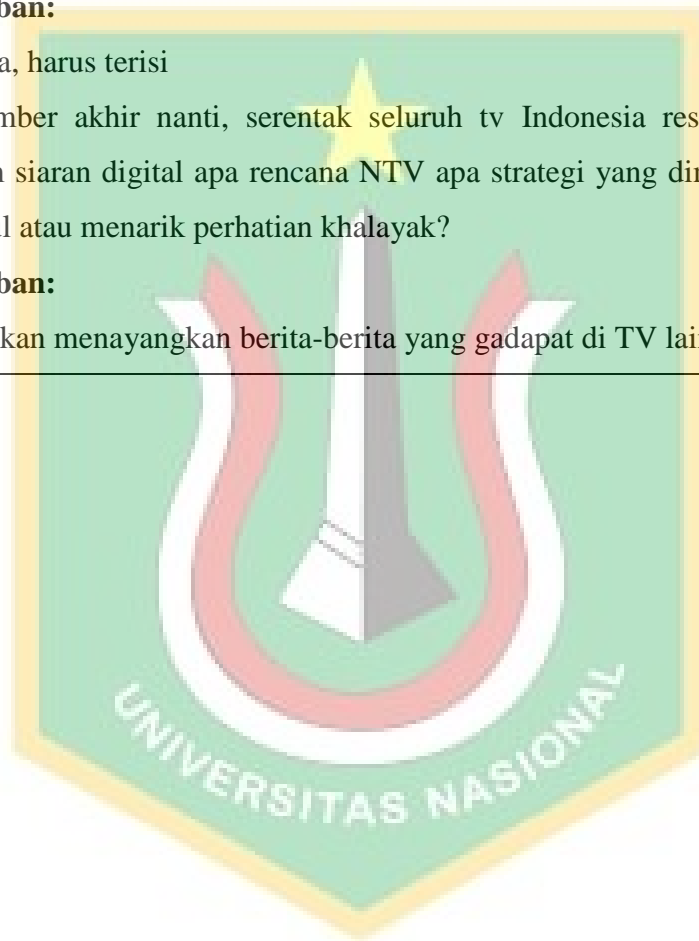 ban:
a, harus terisi
mber akhir nanti, serentak seluruh tv Indonesia res
siaran digital apa rencana NTV apa strategi yang di
l atau menarik perhatian khalayak?
ban:
kan menayangkan berita-berita yang gadapat di TV lai
UNIVERSITAS NASIONAL